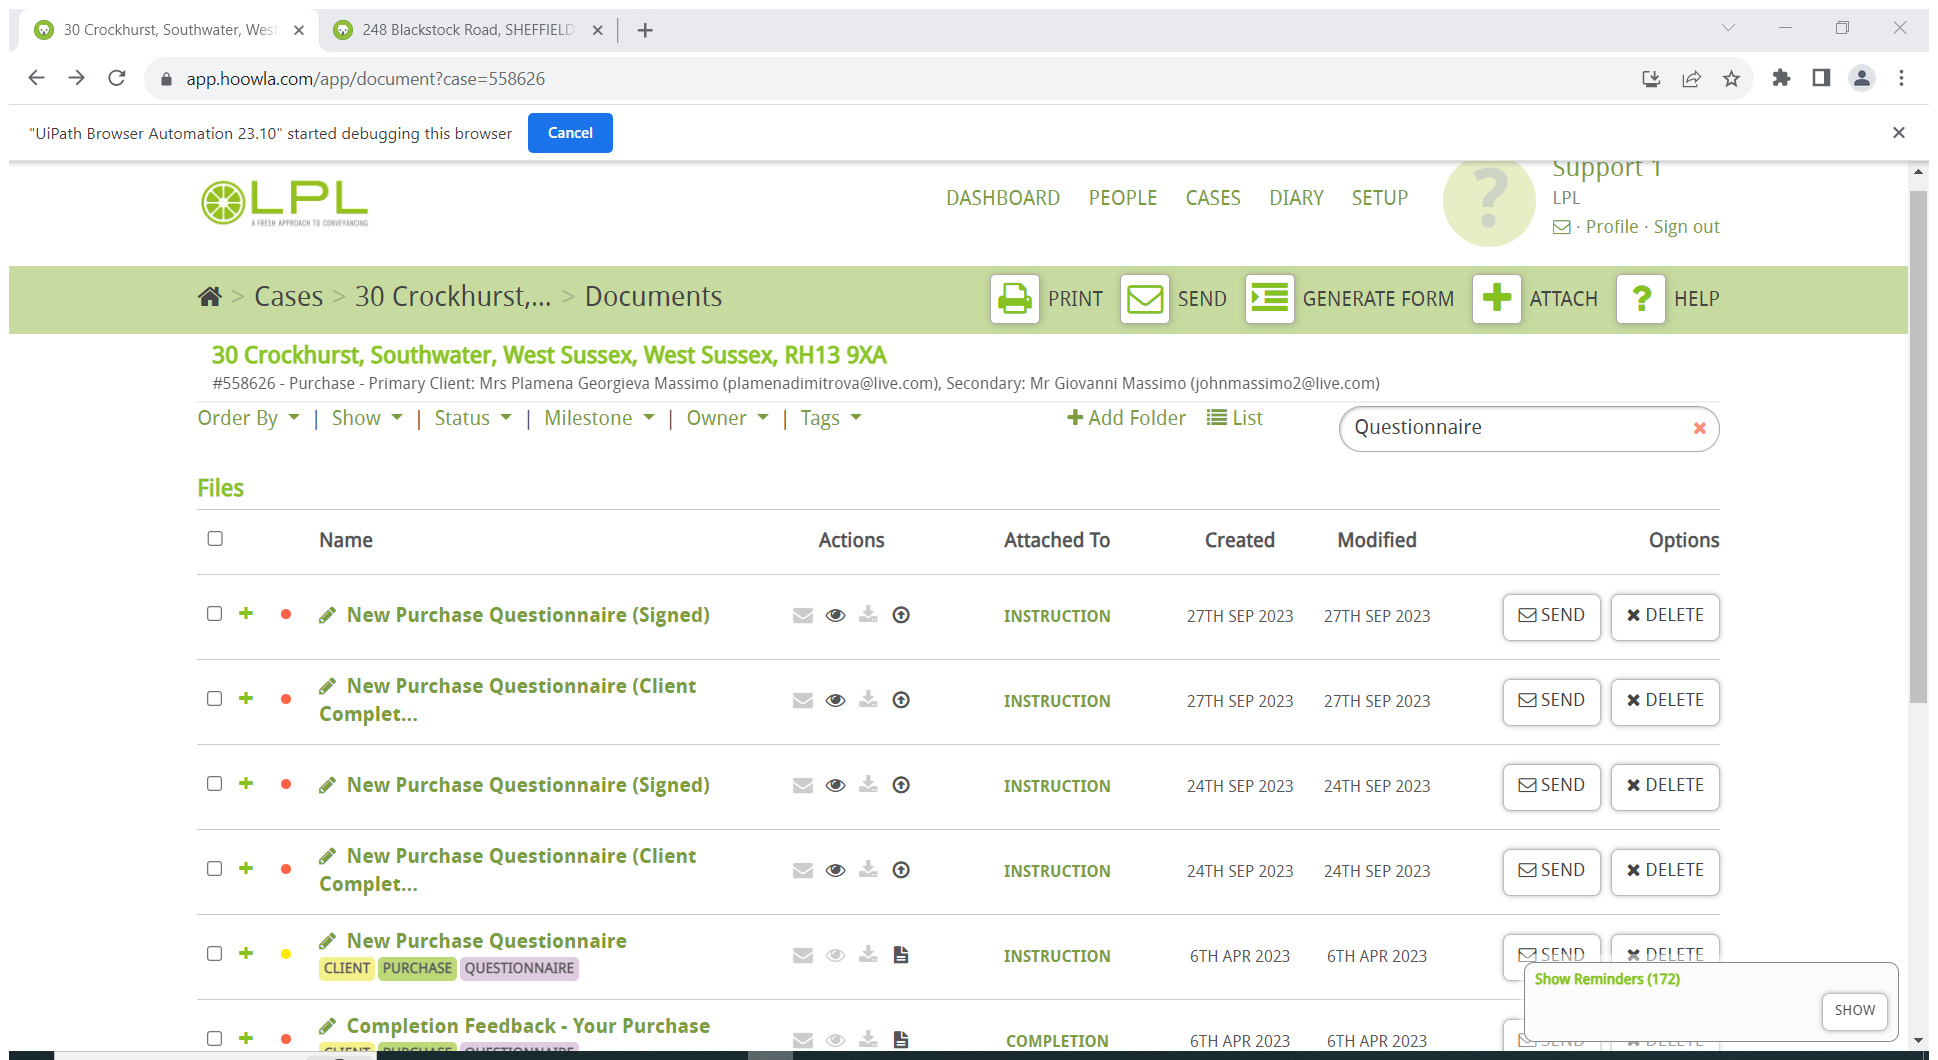 30 Crockhurst, Southwater, West
248 Blackstock Road, SHEFFIELD
app.hoowla.com/app/document?case=558626
"UiPath Browser Automation 23.10" started debugging this browser
Cancel
LPL
A FRESH APPROACH TO CONVEYANCING
DASHBOARD PEOPLE CASES DIARY SETUP
?
Support 1
LPL
· Profile · Sign out
> Cases > 30 Crockhurst,... > Documents
PRINT SEND GENERATE FORM ATTACH ? HELP
30 Crockhurst, Southwater, West Sussex, West Sussex, RH13 9XA
#558626 - Purchase - Primary Client: Mrs Plamena Georgieva Massimo (plamenadimitrova@live.com), Secondary: Mr Giovanni Massimo (johnmassimo2@live.com)
Order By | Show | Status | Milestone | Owner | Tags
Add Folder List
Questionnaire
Files
Name Actions Attached To Created Modified Options
New Purchase Questionnaire (Signed) INSTRUCTION 27TH SEP 2023 27TH SEP 2023 SEND DELETE
New Purchase Questionnaire (Client
Complet... INSTRUCTION 27TH SEP 2023 27TH SEP 2023 SEND DELETE
New Purchase Questionnaire (Signed) INSTRUCTION 24TH SEP 2023 24TH SEP 2023 SEND DELETE
New Purchase Questionnaire (Client
Complet... INSTRUCTION 24TH SEP 2023 24TH SEP 2023 SEND DELETE
New Purchase Questionnaire INSTRUCTION 6TH APR 2023 6TH APR 2023 SEND DELETE
CLIENT PURCHASE QUESTIONNAIRE
Show Reminders (172)
SHOW
Completion Feedback - Your Purchase COMPLETION 6TH APR 2023 6TH APR 2023 SEND DELETE
CLIENT PURCHASE QUESTIONNAIRE